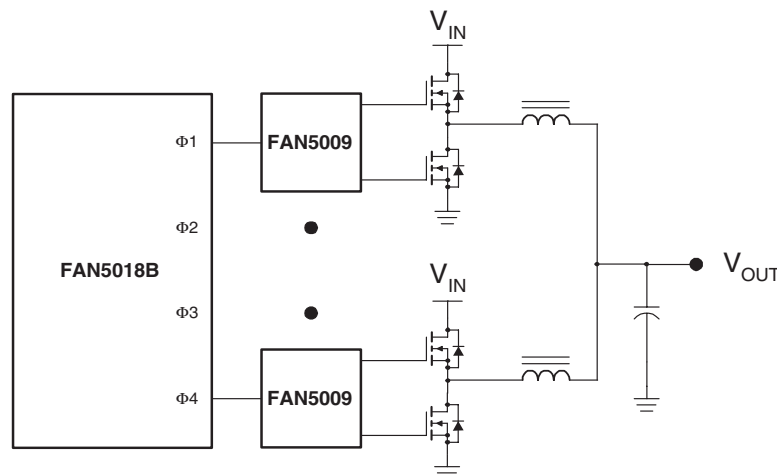 V_IN
Φ1
FAN5009
Φ2
FAN5018B
V_IN
V_OUT
Φ3
Φ4
FAN5009